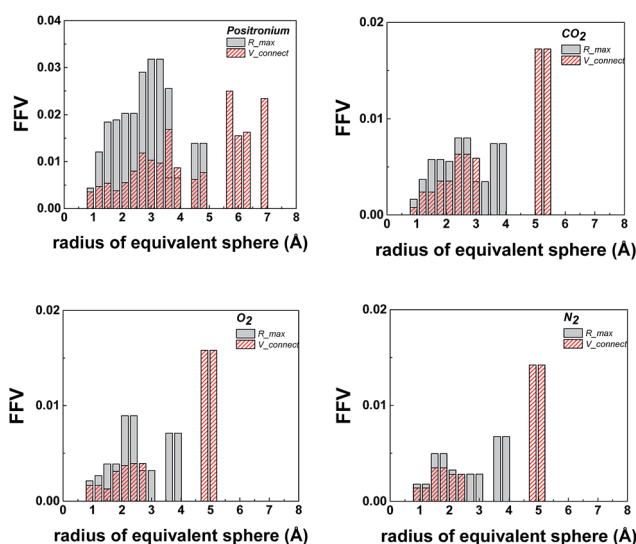 Positronium
R_max
V_connect
FFV
0.04
0.03
0.02
0.01
0.00
0 1 2 3 4 5 6 7 8
radius of equivalent sphere (Å)
CO2
R_max
V_connect
FFV
0.02
0.01
0.00
0 1 2 3 4 5 6 7 8
radius of equivalent sphere (Å)
O2
R_max
V_connect
FFV
0.02
0.01
0.00
0 1 2 3 4 5 6 7 8
radius of equivalent sphere (Å)
N2
R_max
V_connect
FFV
0.02
0.01
0.00
0 1 2 3 4 5 6 7 8
radius of equivalent sphere (Å)